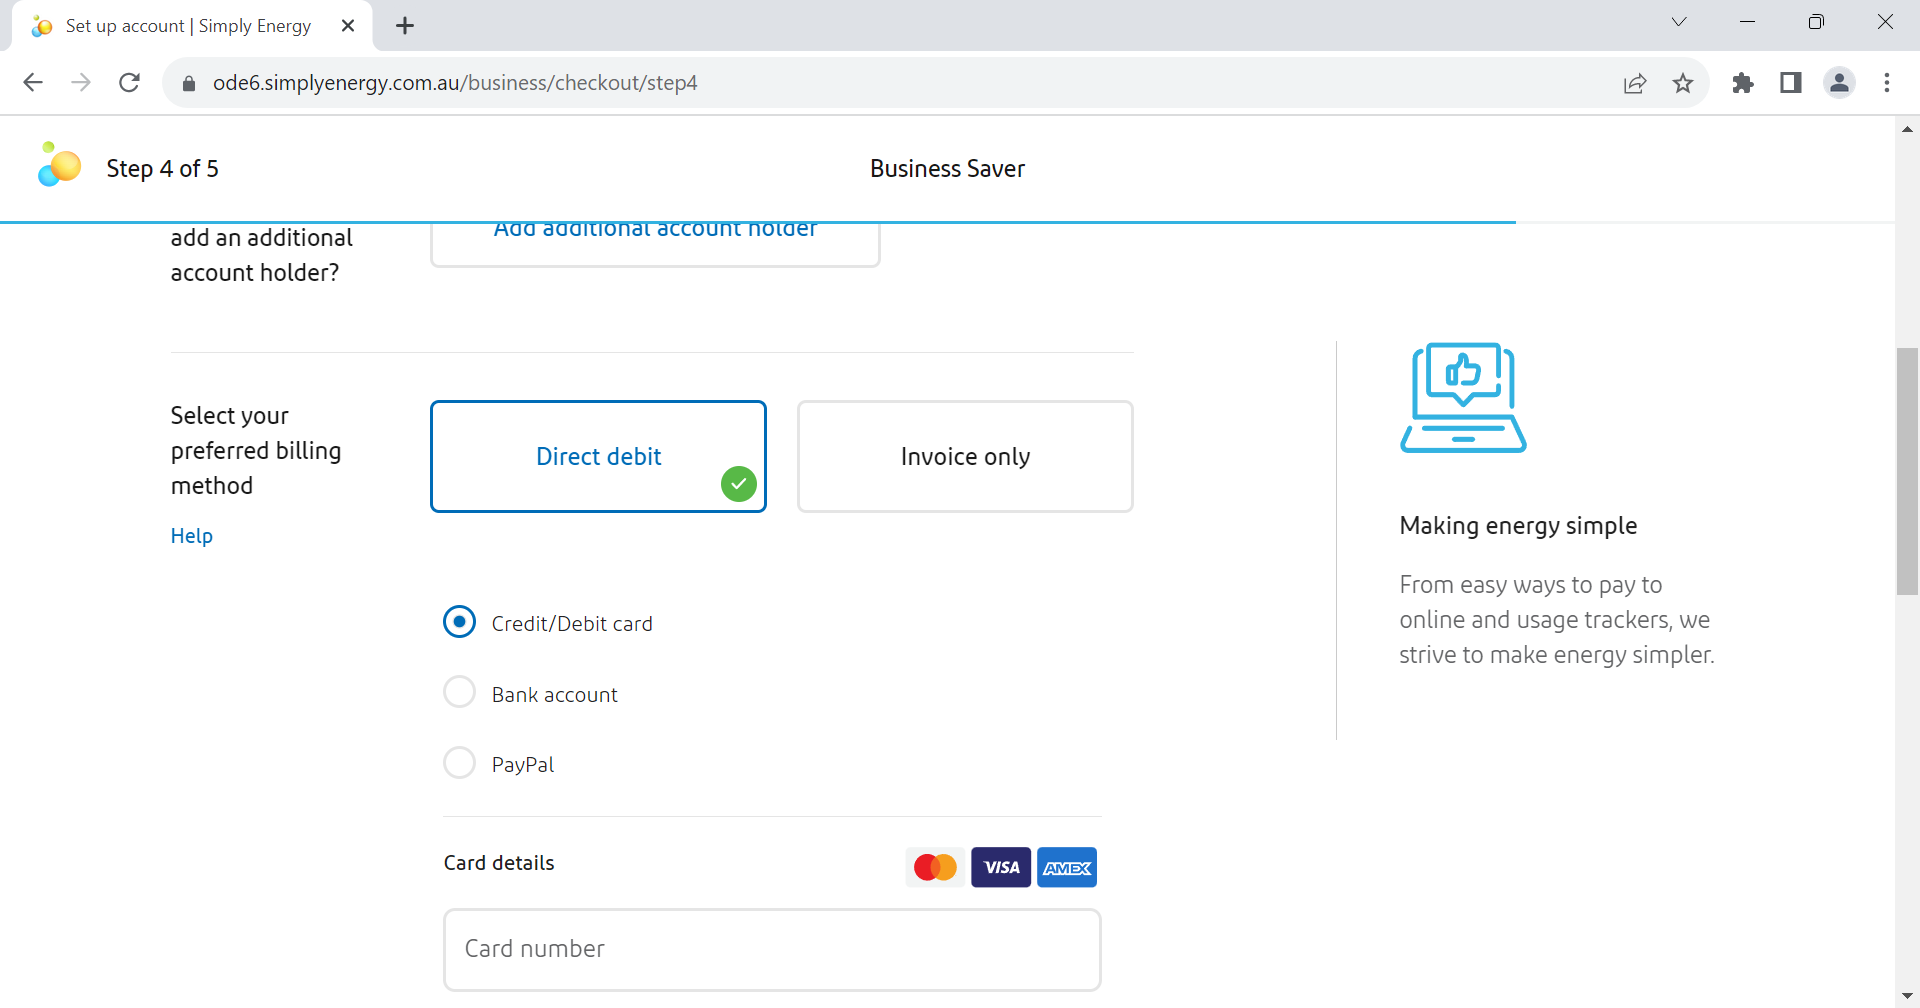 Set up account | Simply Energy
ode6.simplyenergy.com.au/business/checkout/step4
Step 4 of 5
Business Saver
add an additional
account holder?
Add additional account holder
Select your
preferred billing
method
Help
Direct debit
Invoice only
Credit/Debit card
Bank account
PayPal
Card details
VISA
AMEX
Card number
Making energy simple
From easy ways to pay to
online and usage trackers, we
strive to make energy simpler.